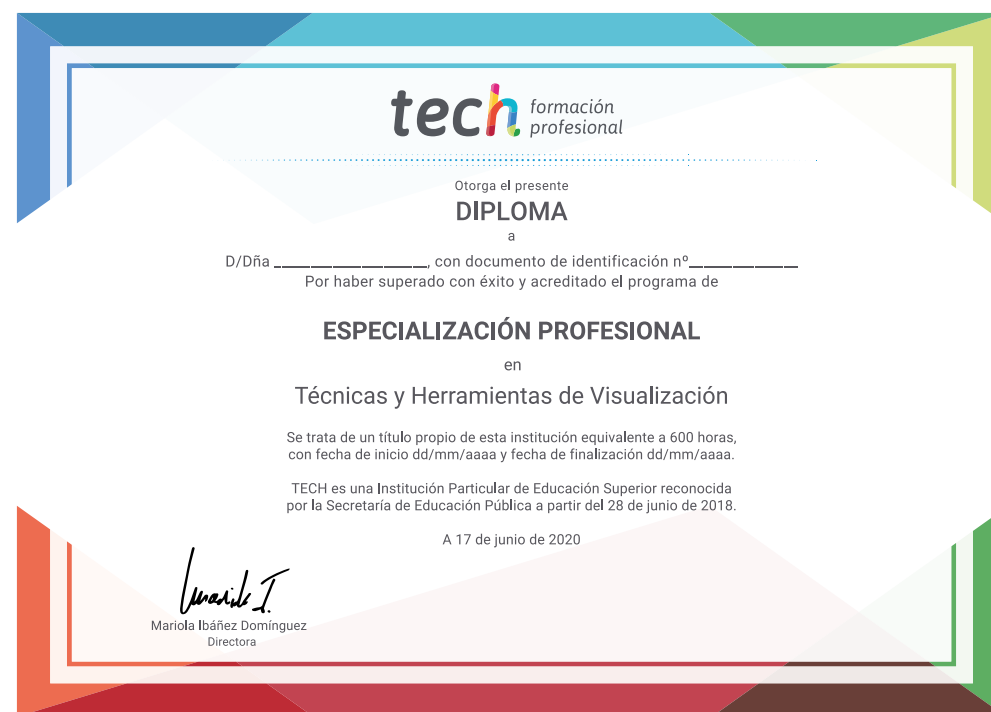 tech formación
profesional
Otorga el presente
DIPLOMA
a
D/Dña ____________________, con documento de identificación nº______________
Por haber superado con éxito y acreditado el programa de
ESPECIALIZACIÓN PROFESIONAL
en
Técnicas y Herramientas de Visualización
Se trata de un título propio de esta institución equivalente a 600 horas,
con fecha de inicio dd/mm/aaaa y fecha de finalización dd/mm/aaaa.
TECH es una Institución Particular de Educación Superior reconocida
por la Secretaría de Educación Pública a partir del 28 de junio de 2018.
A 17 de junio de 2020
Mariola Ibáñez Domínguez
Directora